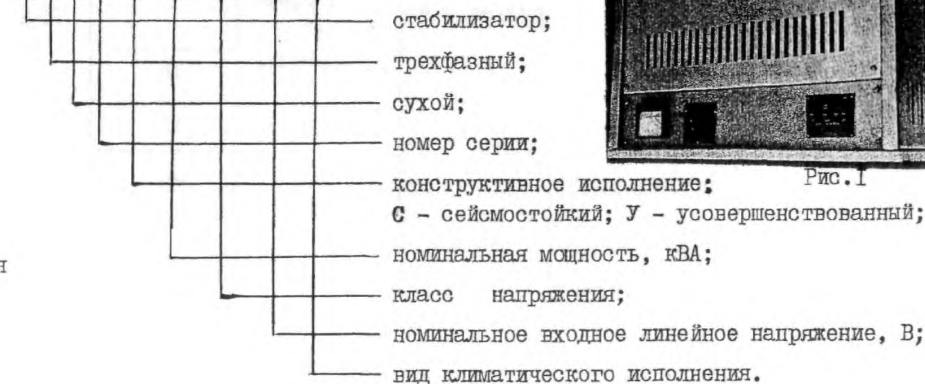 стабилизатор;
трехфазный;
сухой;
номер серии;
конструктивное исполнение;
Рис.I
С - сейсмостойкий; У - усовершенствованный;
номинальная мощность, кВА;
н
класс напряжения;
номинальное входное линейное напряжение, В;
вид климатического исполнения.